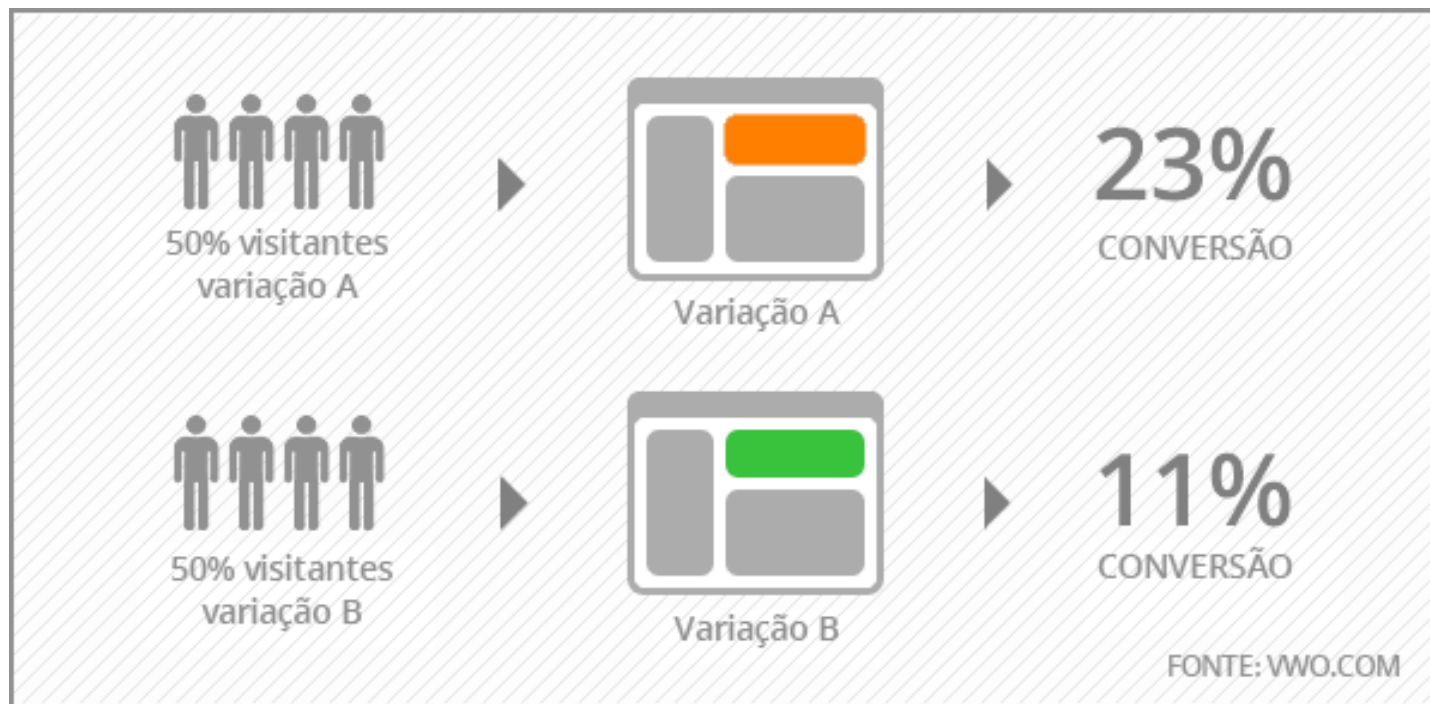 50% visitantes
variação A
Variação A
23%
CONVERSÃO
50% visitantes
variação B
Variação B
11%
CONVERSÃO
FONTE: VWO.COM